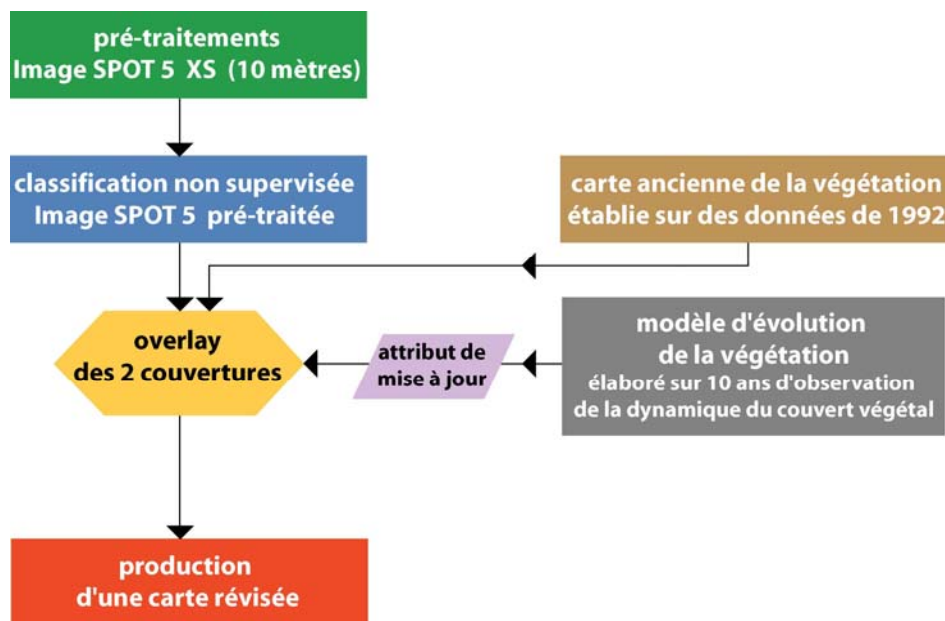 pré-traitements
Image SPOT 5 XS (10 mètres)
classification non supervisée
Image SPOT 5 pré-traitée
carte ancienne de la végétation
établie sur des données de 1992
overlay
des 2 couvertures
attribut de
mise à jour
modèle d'évolution
de la végétation
élaboré sur 10 ans d'observation
de la dynamique du couvert végétal
production
d'une carte révisée